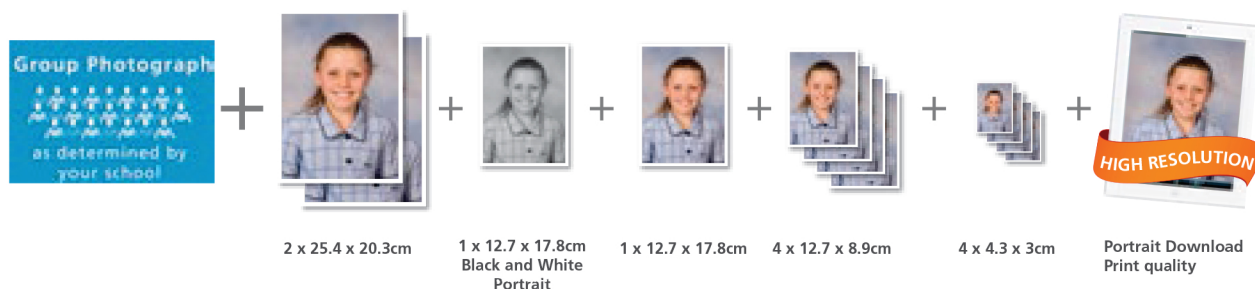 Group Photograph
as determined by
your school
HIGH RESOLUTION
2 x 25.4 x 20.3cm
1 x 12.7 x 17.8cm
Black and White
Portrait
1 x 12.7 x 17.8cm
4 x 12.7 x 8.9cm
4 x 4.3 x 3cm
Portrait Download
Print quality